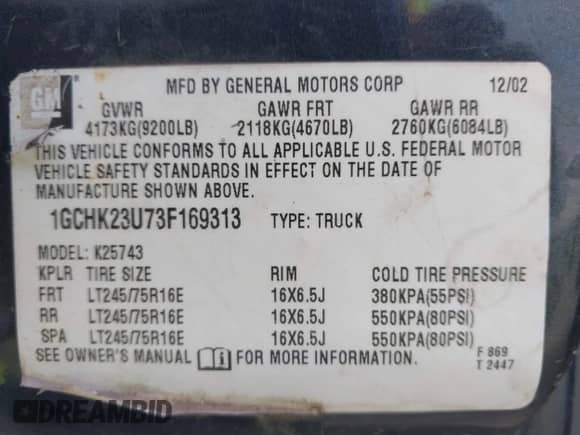 GM
MFD BY GENERAL MOTORS CORP 12/02
GVWR GAWR FRT GAWR RR
4173KG(9200LB) 2118KG(4670LB) 2760KG(6084LB)
THIS VEHICLE CONFORMS TO ALL APPLICABLE U.S. FEDERAL MOTOR
VEHICLE SAFETY STANDARDS IN EFFECT ON THE DATE OF
MANUFACTURE SHOWN ABOVE.
1GCHK23U73F169313 TYPE: TRUCK
MODEL: K25743
KPLR TIRE SIZE RIM COLD TIRE PRESSURE
FRT LT245/75R16E 16X6.5J 380KPA(55PSI)
RR LT245/75R16E 16X6.5J 550KPA(80PSI)
SPA LT245/75R16E 16X6.5J 550KPA(80PSI)
SEE OWNER'S MANUAL i FOR MORE INFORMATION.
F 869
T 2447
DREAMBID